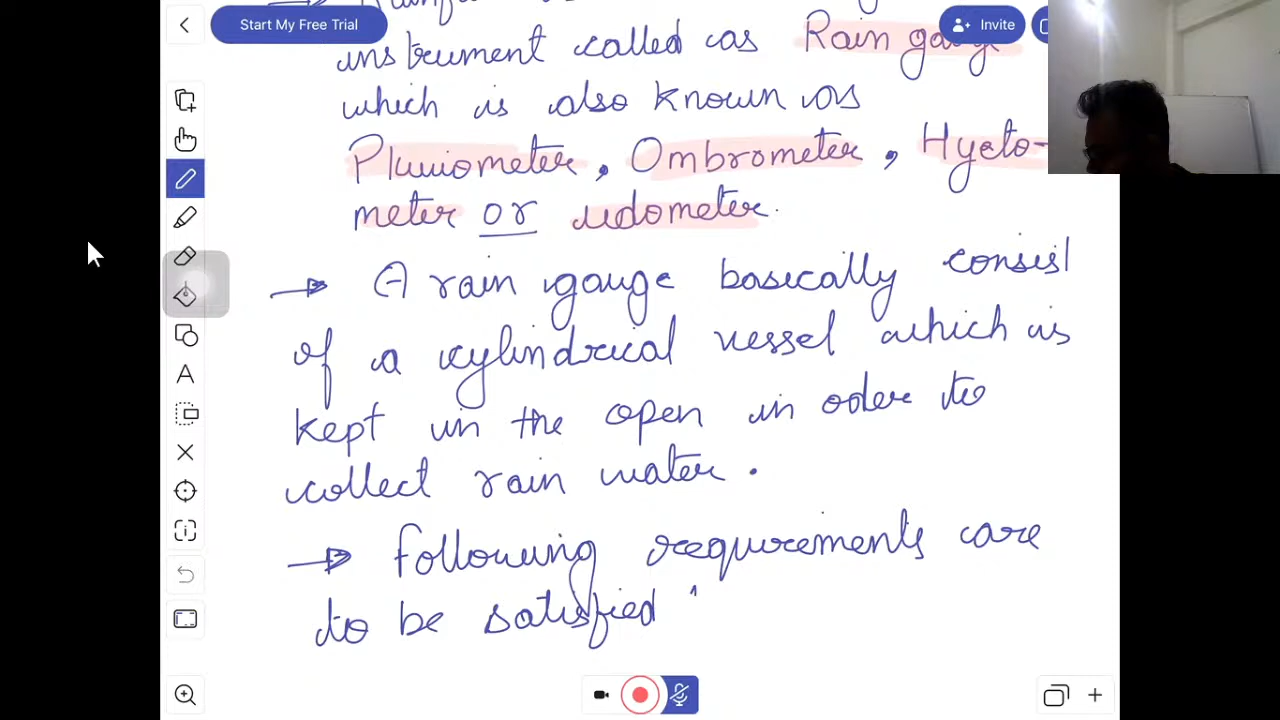 Start My Free Trial
Invite
instrument called as Rain gauge
which is also known as
Pluviometer, Ombrometer, Hyeto-
meter or udometer.
A rain gauge basically consist
of a cylindrical vessel which is
kept in the open in oder to
collect rain water.
Following requirements are
to be satisfied